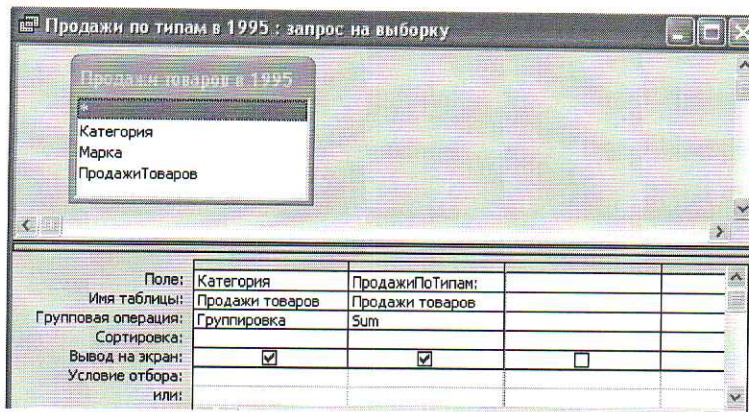 Продажи по типам в 1995 : запрос на выборку
Продажи товаров в 1995
*
Категория
Марка
ПродажиТоваров
Поле: Категория ПродажиПоТипам:
Имя таблицы: Продажи товаров Продажи товаров
Групповая операция: Группировка Sum
Сортировка:
Вывод на экран:
Условие отбора:
или: